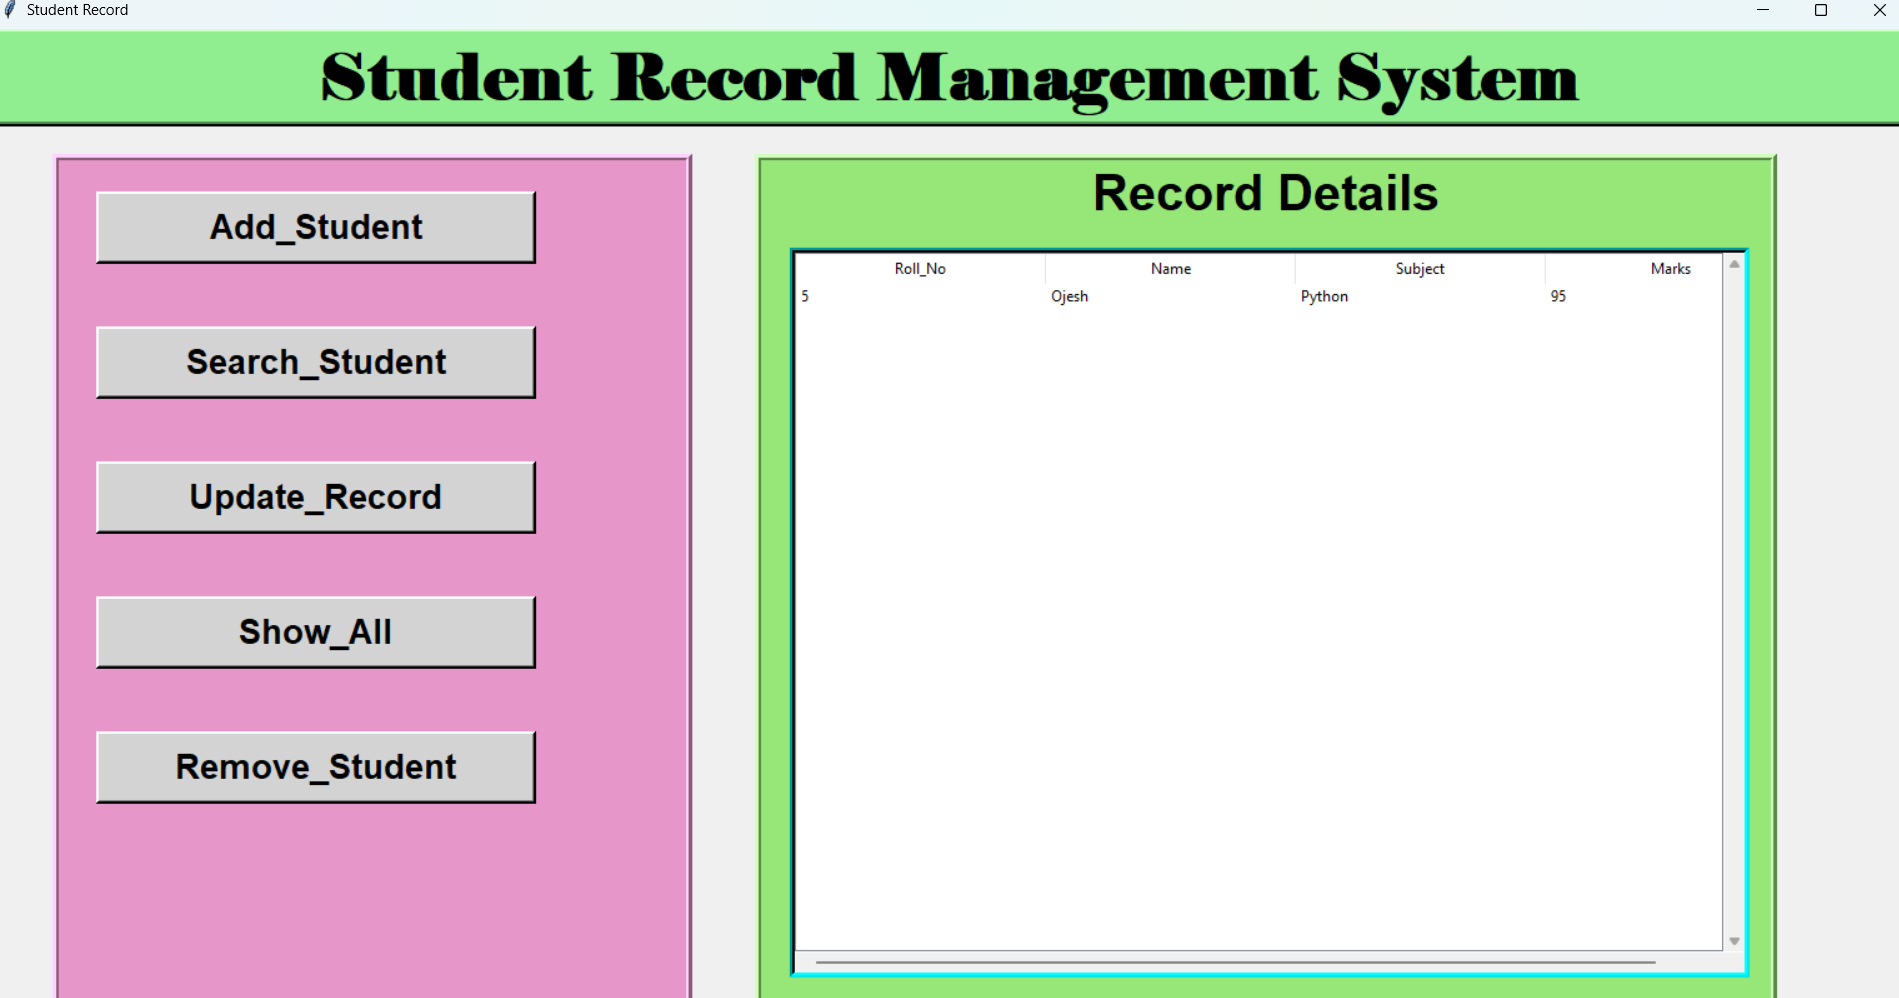 Student Record
Student Record Management System
Add_Student
Search_Student
Update_Record
Show_All
Remove_Student
Record Details
Roll_No Name Subject Marks
5 Ojesh Python 95